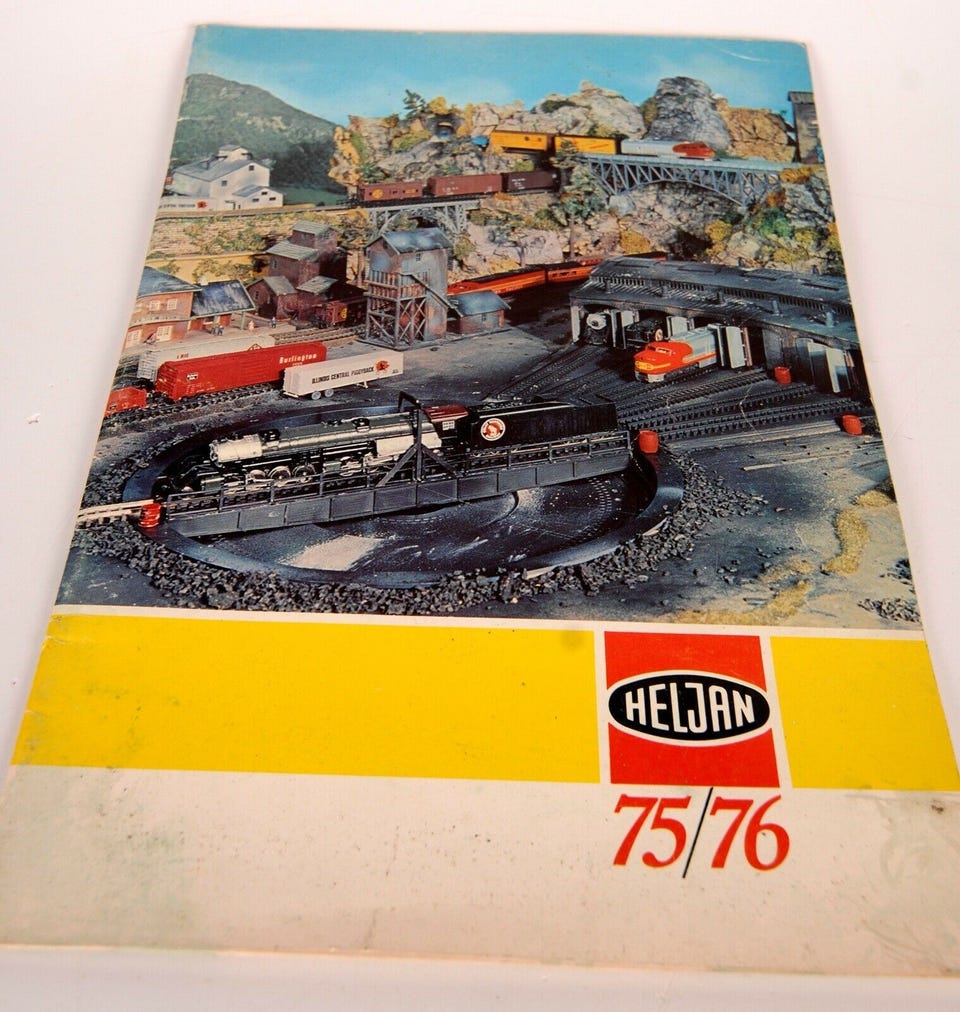 Burlington
ILLINOIS CENTRAL PIGGYBACK
HELJAN
75/76